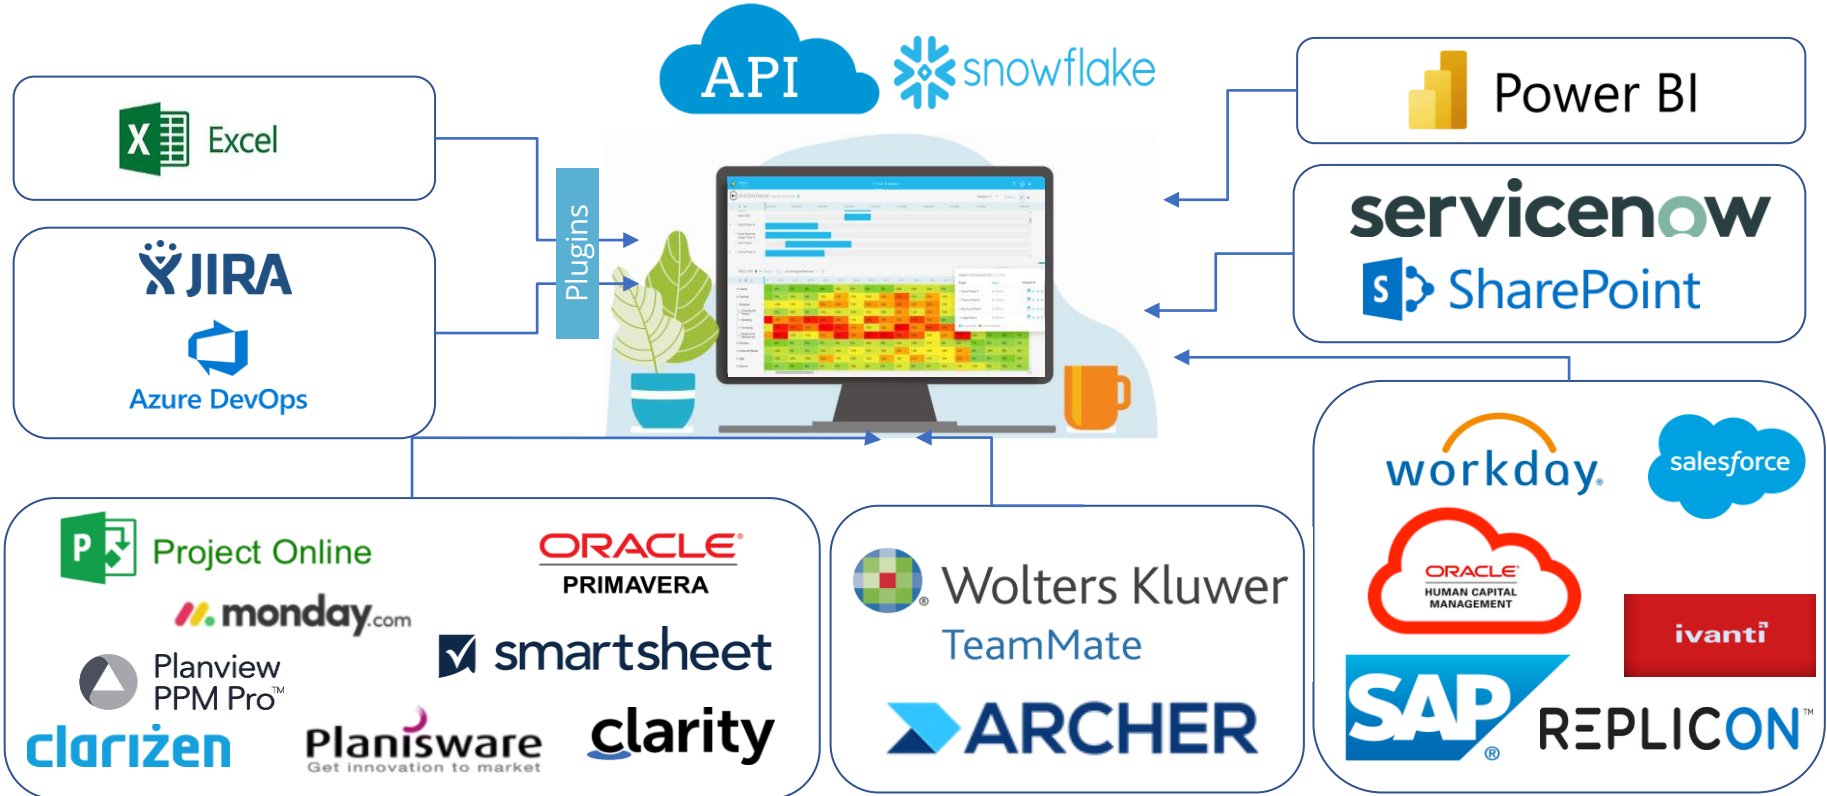 API
snowflake
Excel
Power BI
Plugins
JIRA
Azure DevOps
servicenow
SharePoint
Project Online
ORACLE®
PRIMAVERA
monday.com
smartsheet
Planview
PPM Pro™
clarizen
Planisware
Get innovation to market
clarity
® Wolters Kluwer
TeamMate
ARCHER
workday®
salesforce
ORACLE®
HUMAN CAPITAL
MANAGEMENT
ivanti
SAP®
REPLICON™